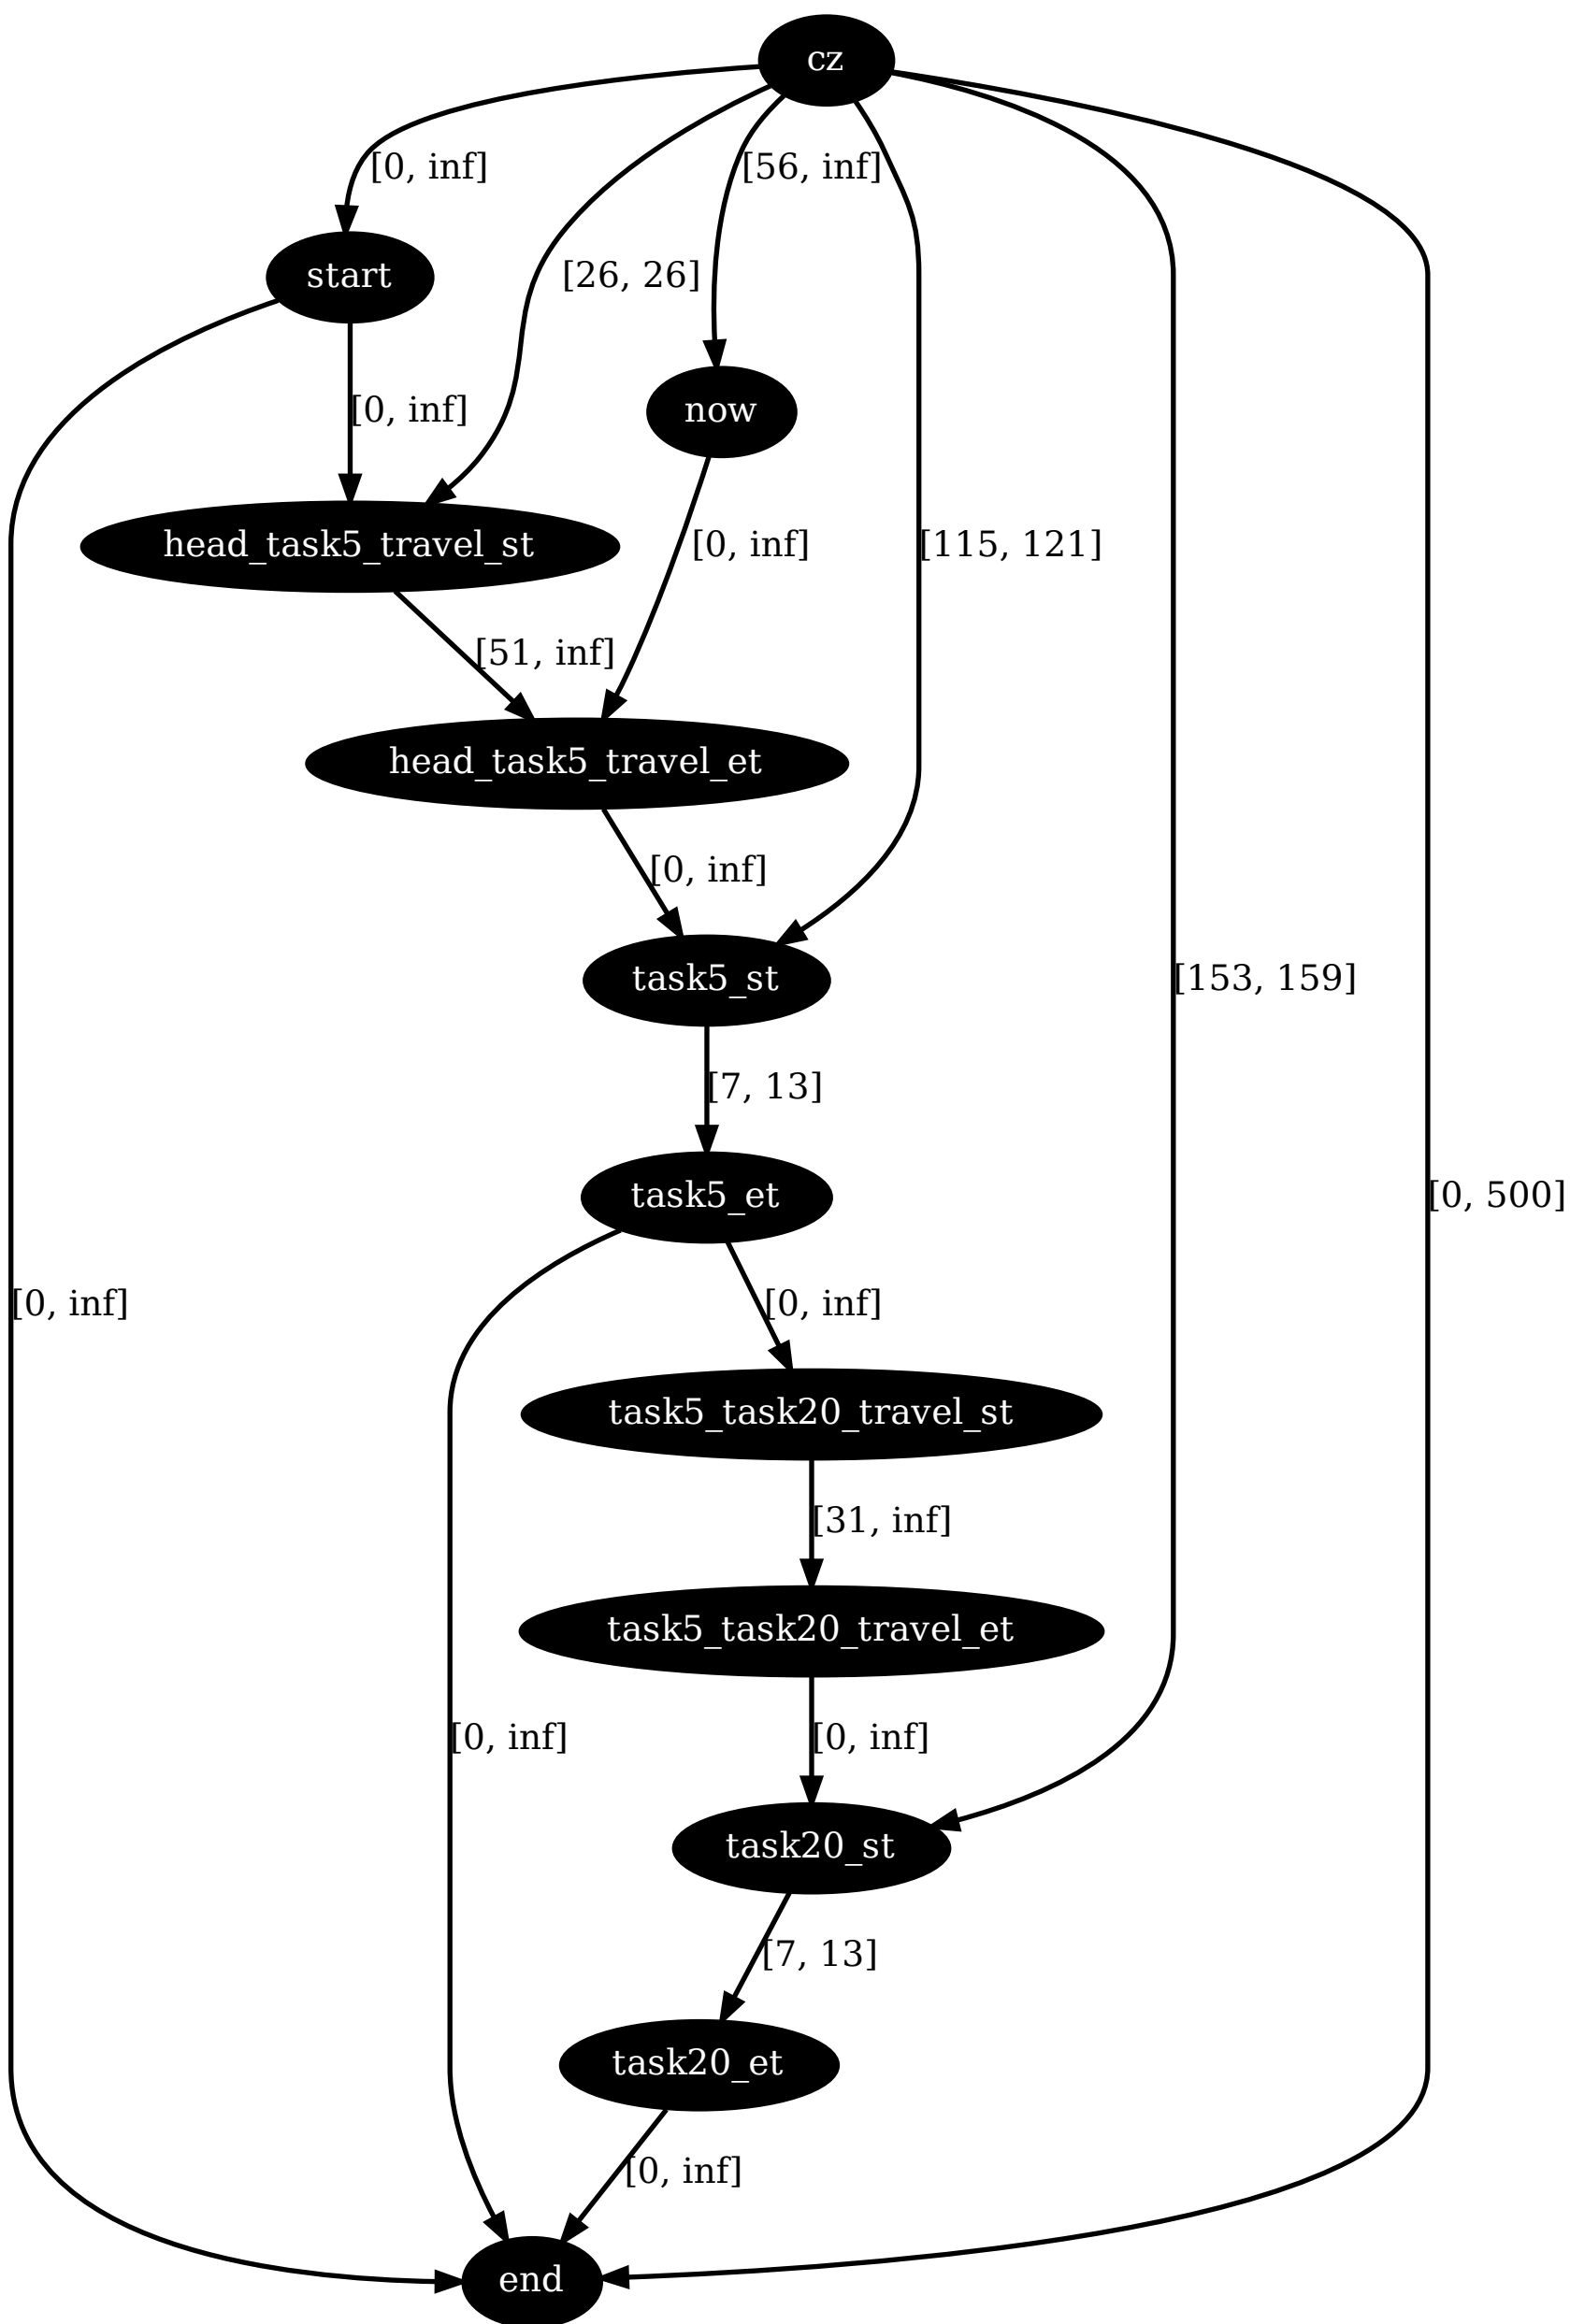 cz
[0, inf]
[56, inf]
start
[26, 26]
now
[0, inf]
head_task5_travel_st
[0, inf]
[115, 121]
[51, inf]
head_task5_travel_et
[0, inf]
task5_st
[153, 159]
[7, 13]
task5_et
[0, 500]
[0, inf]
[0, inf]
task5_task20_travel_st
[31, inf]
task5_task20_travel_et
[0, inf]
[0, inf]
task20_st
[7, 13]
task20_et
[0, inf]
end